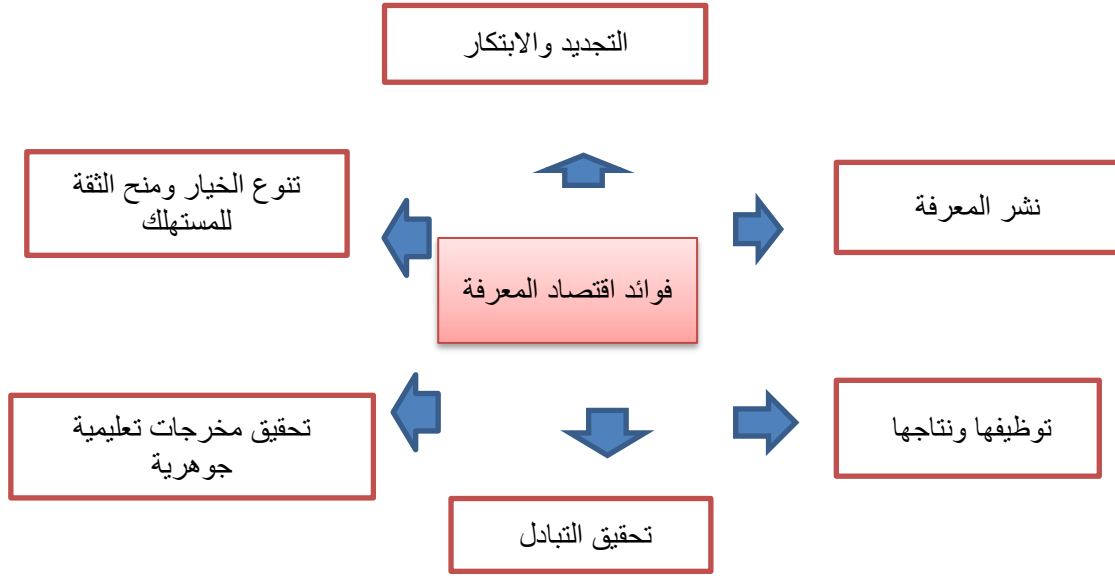 التجديد والابتكار
نشر المعرفة
تنوع الخيار ومنح الثقة
للمستهلك
فوائد اقتصاد المعرفة
توظيفها ونتاجها
تحقيق مخرجات تعليمية
جوهرية
تحقيق التبادل